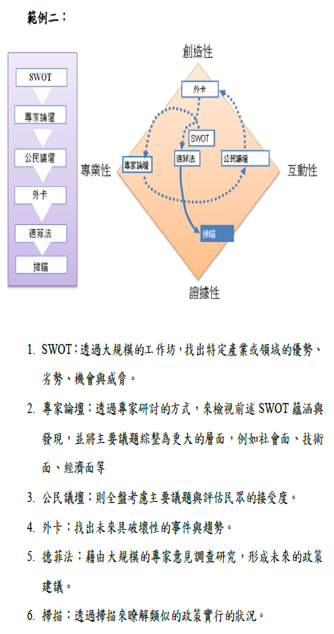 範例二：
SWOT
專家論壇
公民議壇
外卡
德菲法
掃瞄
創造性
外卡
SWOT
專業性
專家論壇
德菲法
公民議壇
互動性
掃瞄
證據性
1. SWOT：透過大規模的工作坊，找出特定產業或領域的優勢、
劣勢、機會與威脅。
2. 專家論壇：透過專家研討的方式，來檢視前述 SWOT 蘊涵與
發現，並將主要議題綜整為更大的層面，例如社會面、技術
面、經濟面等
3. 公民議壇：則全盤考慮主要議題與評估民眾的接受度。
4. 外卡：找出未來具破壞性的事件與趨勢。
5. 德菲法：藉由大規模的專家意見調查研究，形成未來的政策
建議。
6. 掃描：透過掃描來瞭解類似的政策實行的狀況。